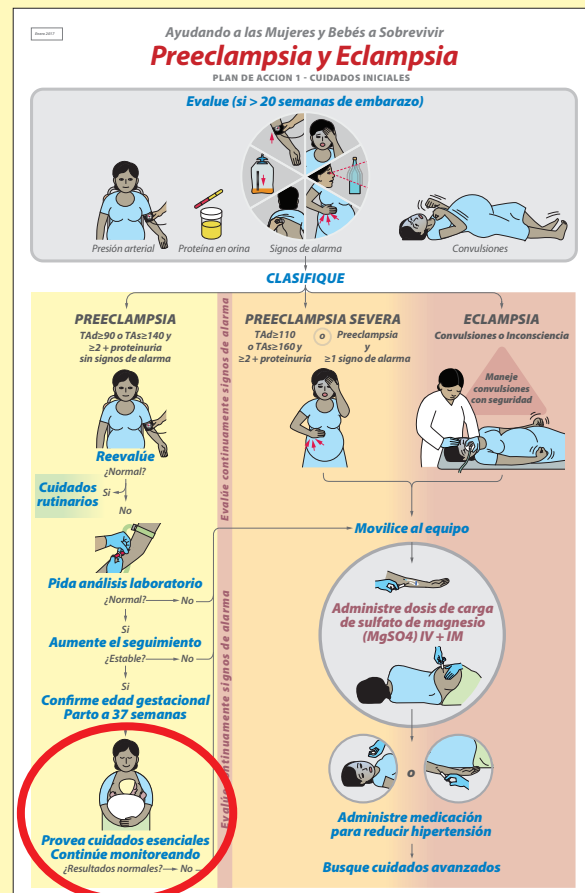 Enero 2017
Ayudando a las Mujeres y Bebés a Sobrevivir
Preeclampsia y Eclampsia
PLAN DE ACCION 1 - CUIDADOS INICIALES
Evalue (si > 20 semanas de embarazo)
Presión arterial
Proteína en orina
Signos de alarma
Convulsiones
CLASIFIQUE
PREECLAMPSIA
TAd≥90 o TAs≥140 y
≥2 + proteinuria
sin signos de alarma
Reevalúe
¿Normal?
Si
Cuidados
rutinarios
No
Pida análisis laboratorio
¿Normal?
No
Si
Aumente el seguimiento
¿Estable?
No
Si
Confirme edad gestacional
Parto a 37 semanas
Provea cuidados esenciales
Continúe monitoreando
¿Resultados normales?
No
Evalúe continuamente signos de alarma
Evalúe continuamente signos de alarma
PREECLAMPSIA SEVERA
TAd≥110
o TAs≥160 y
≥2 + proteinuria
o
Preeclampsia
y
≥1 signo de alarma
ECLAMPSIA
Convulsiones o Inconsciencia
Maneje
convulsiones
con seguridad
Movilice al equipo
Administre dosis de carga
de sulfato de magnesio
(MgSO4) IV + IM
o
Administre medicación
para reducir hipertensión
Busque cuidados avanzados